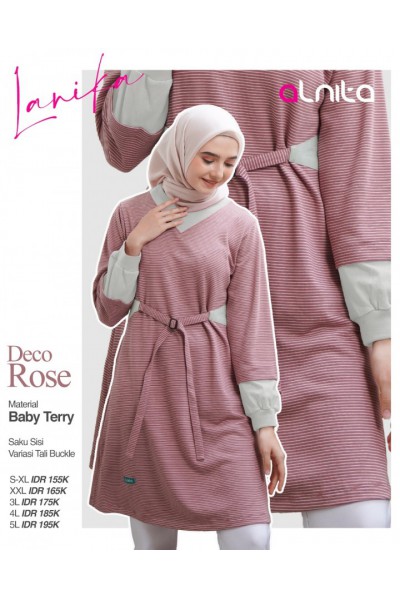 Lanika
alnita
Deco
Rose
Material
Baby Terry
Saku Sisi
Variasi Tali Buckle
S-XL IDR 155K
XXL IDR 165K
3L IDR 175K
4L IDR 185K
5L IDR 195K